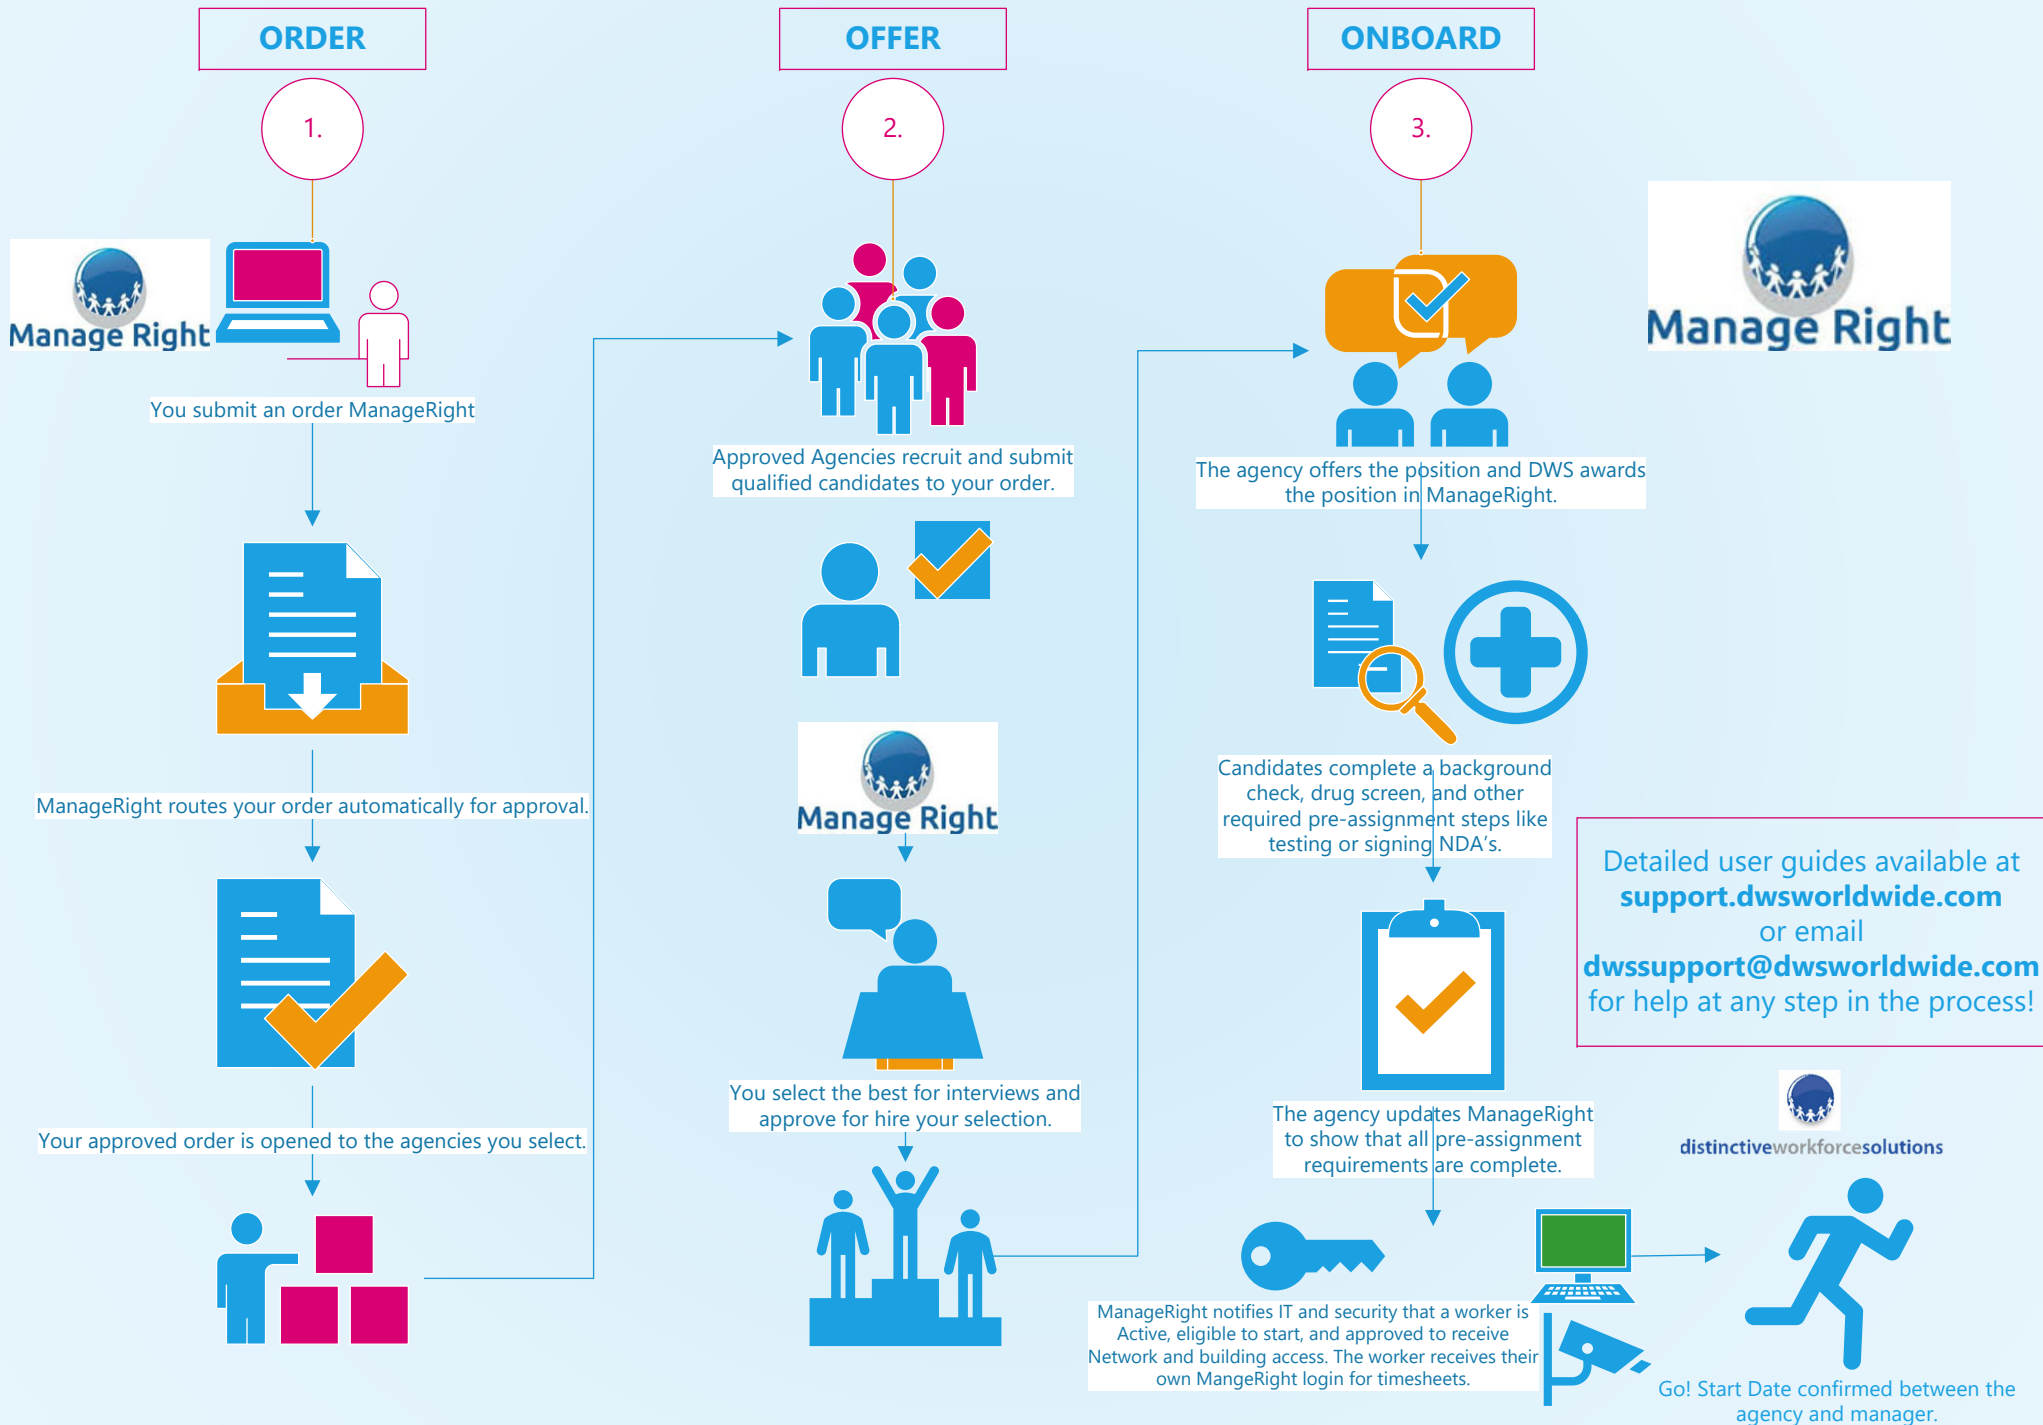 ORDER
1.
Manage Right
You submit an order ManageRight
ManageRight routes your order automatically for approval.
Your approved order is opened to the agencies you select.
OFFER
2.
Approved Agencies recruit and submit
qualified candidates to your order.
Manage Right
You select the best for interviews and
approve for hire your selection.
ONBOARD
3.
Manage Right
The agency offers the position and DWS awards
the position in ManageRight.
Candidates complete a background
check, drug screen, and other
required pre-assignment steps like
testing or signing NDA's.
The agency updates ManageRight
to show that all pre-assignment
requirements are complete.
ManageRight notifies IT and security that a worker is
Active, eligible to start, and approved to receive
Network and building access. The worker receives their
own MangeRight login for timesheets.
Detailed user guides available at
support.dwsworldwide.com
or email
dwssupport@dwsworldwide.com
for help at any step in the process!
distinctiveworkforcesolutions
Go! Start Date confirmed between the
agency and manager.